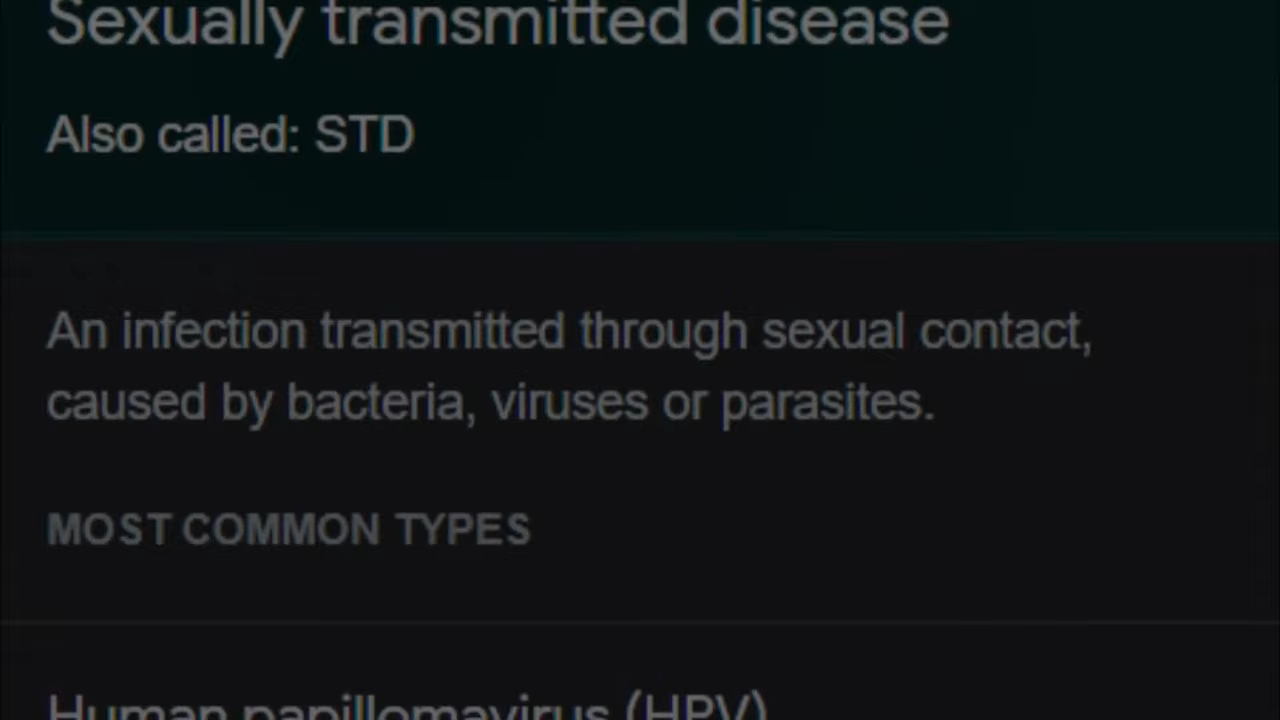 Sexually transmitted disease
Also called: STD
An infection transmitted through sexual contact,
caused by bacteria, viruses or parasites.
MOST COMMON TYPES
Human papillomavirus (HPV)